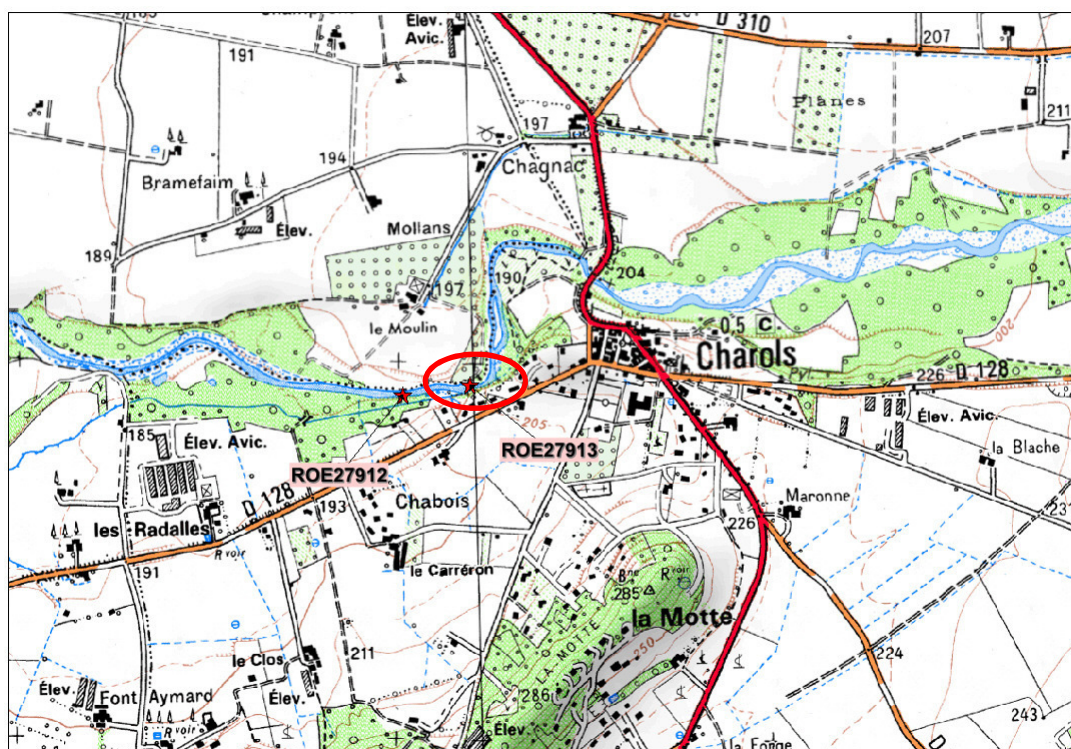 D 310
Élev.
Avic.
207
191
211
Planes
197
Chagnac
194
Bramefaim
Élev.
Mollans
189
190
204
197
le Moulin
0.5 C
Charols
200
226
D 128
205
Élev. Avic.
185
Élev. Avic.
ROE27913
ROE27912
la Blache
D 128
Chabois
Maronne
193
les Radalles
226
R voir
191
le Carréron
Bne
R voir
285
la Motte
le Clos
211
LA MOTTE
250
224
Élev.
Font Aymard
Élev.
286
R voir
Élev.
243